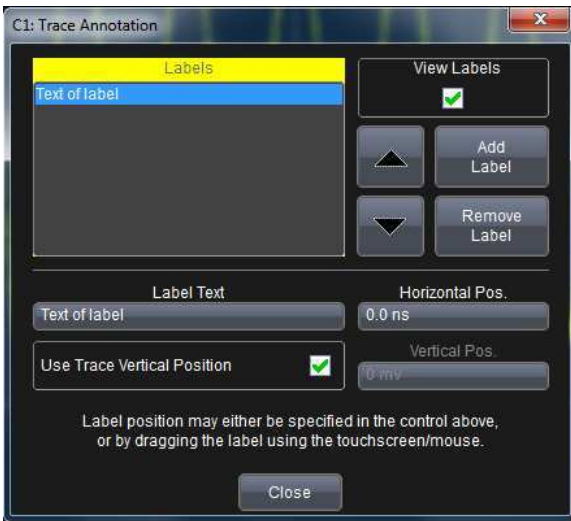 C1: Trace Annotation
Labels
Text of label
View Labels
Add
Label
Remove
Label
Label Text
Text of label
Horizontal Pos.
0.0 ns
Use Trace Vertical Position
Vertical Pos.
0 mv
Label position may either be specified in the control above,
or by dragging the label using the touchscreen/mouse.
Close